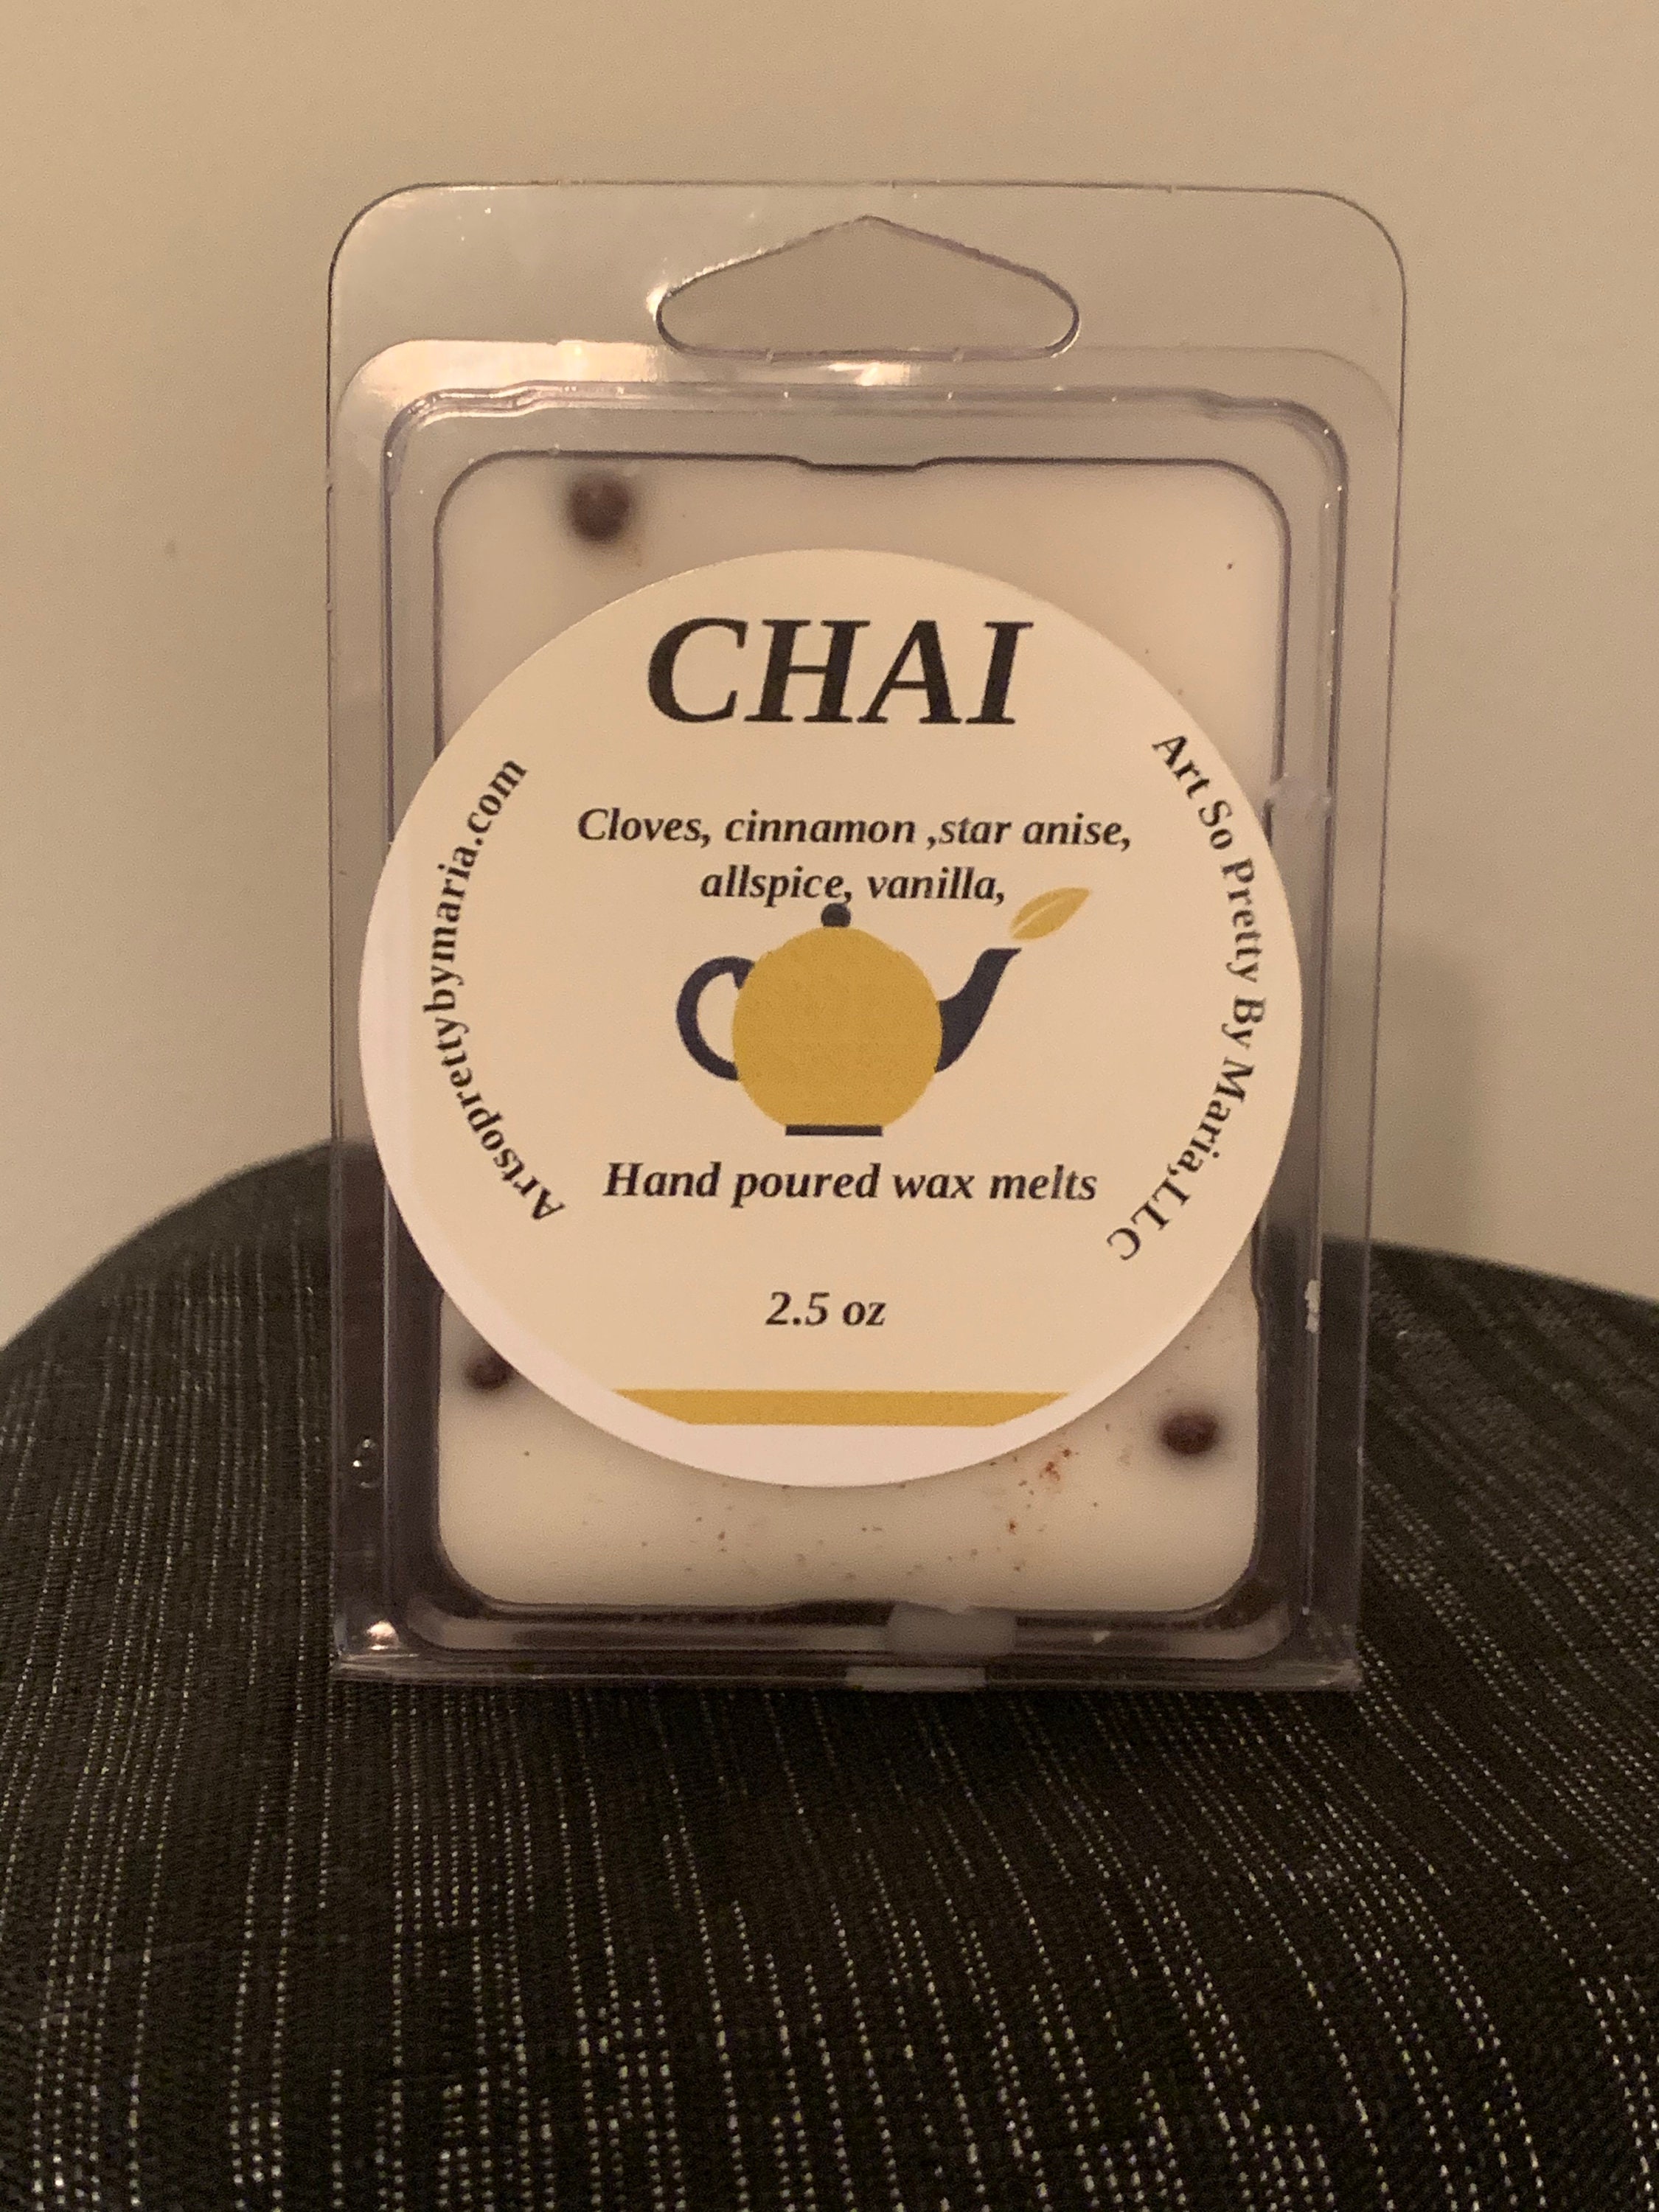 CHAI
Cloves, cinnamon ,star anise,
allspice, vanilla,
Artsoprettybymaria.com
Art So Pretty By Maria,LLC
Hand poured wax melts
2.5 oz